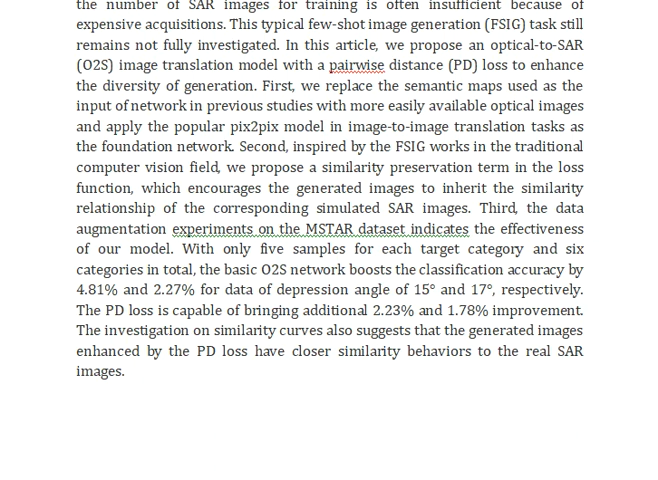 the number of SAR images for training is often insufficient because of
expensive acquisitions. This typical few-shot image generation (FSIG) task still
remains not fully investigated. In this article, we propose an optical-to-SAR
(O2S) image translation model with a pairwise distance (PD) loss to enhance
the diversity of generation. First, we replace the semantic maps used as the
input of network in previous studies with more easily available optical images
and apply the popular pix2pix model in image-to-image translation tasks as
the foundation network. Second, inspired by the FSIG works in the traditional
computer vision field, we propose a similarity preservation term in the loss
function, which encourages the generated images to inherit the similarity
relationship of the corresponding simulated SAR images. Third, the data
augmentation experiments on the MSTAR dataset indicates the effectiveness
of our model. With only five samples for each target category and six
categories in total, the basic O2S network boosts the classification accuracy by
4.81% and 2.27% for data of depression angle of 15° and 17°, respectively.
The PD loss is capable of bringing additional 2.23% and 1.78% improvement.
The investigation on similarity curves also suggests that the generated images
enhanced by the PD loss have closer similarity behaviors to the real SAR
images.